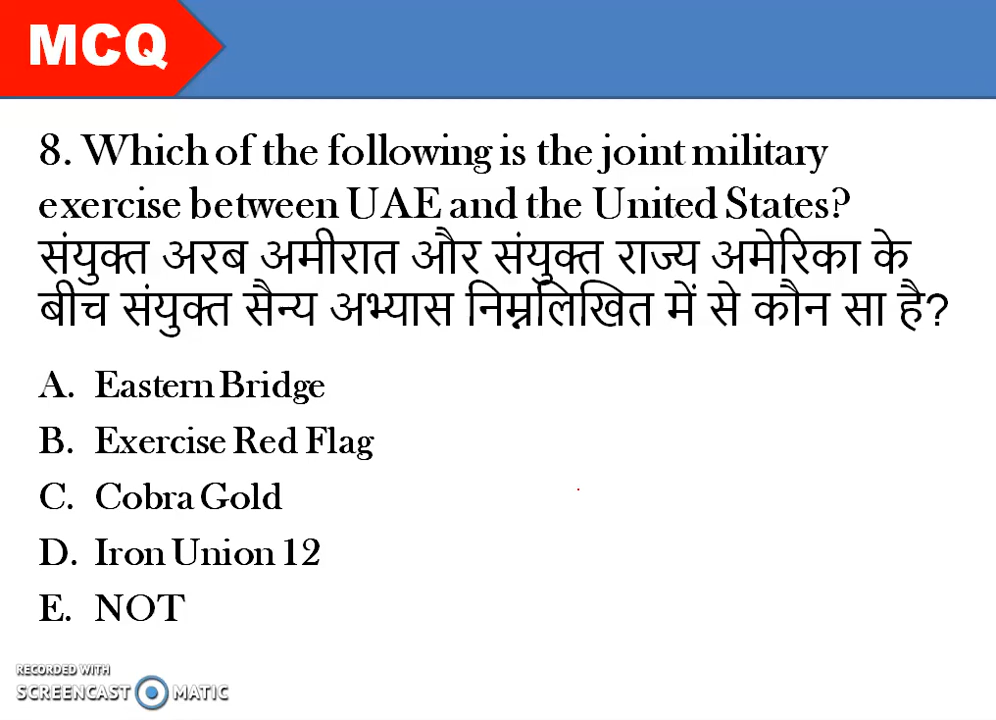 MCQ
8. Which of the following is the joint military
exercise between UAE and the United States?
संयुक्त अरब अमीरात और संयुक्त राज्य अमेरिका के
बीच संयुक्त सैन्य अभ्यास निम्नलिखित में से कौन सा है?
A. Eastern Bridge
B. Exercise Red Flag
C. Cobra Gold
D. Iron Union 12
E. NOT
RECORDED WITH
SCREENCAST MATIC